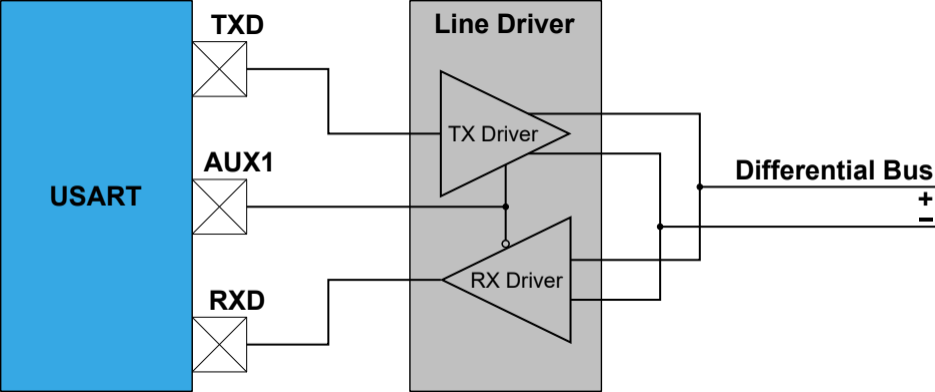 TXD
Line Driver
TX Driver
AUX1
Differential Bus
USART
+
–
RX Driver
RXD